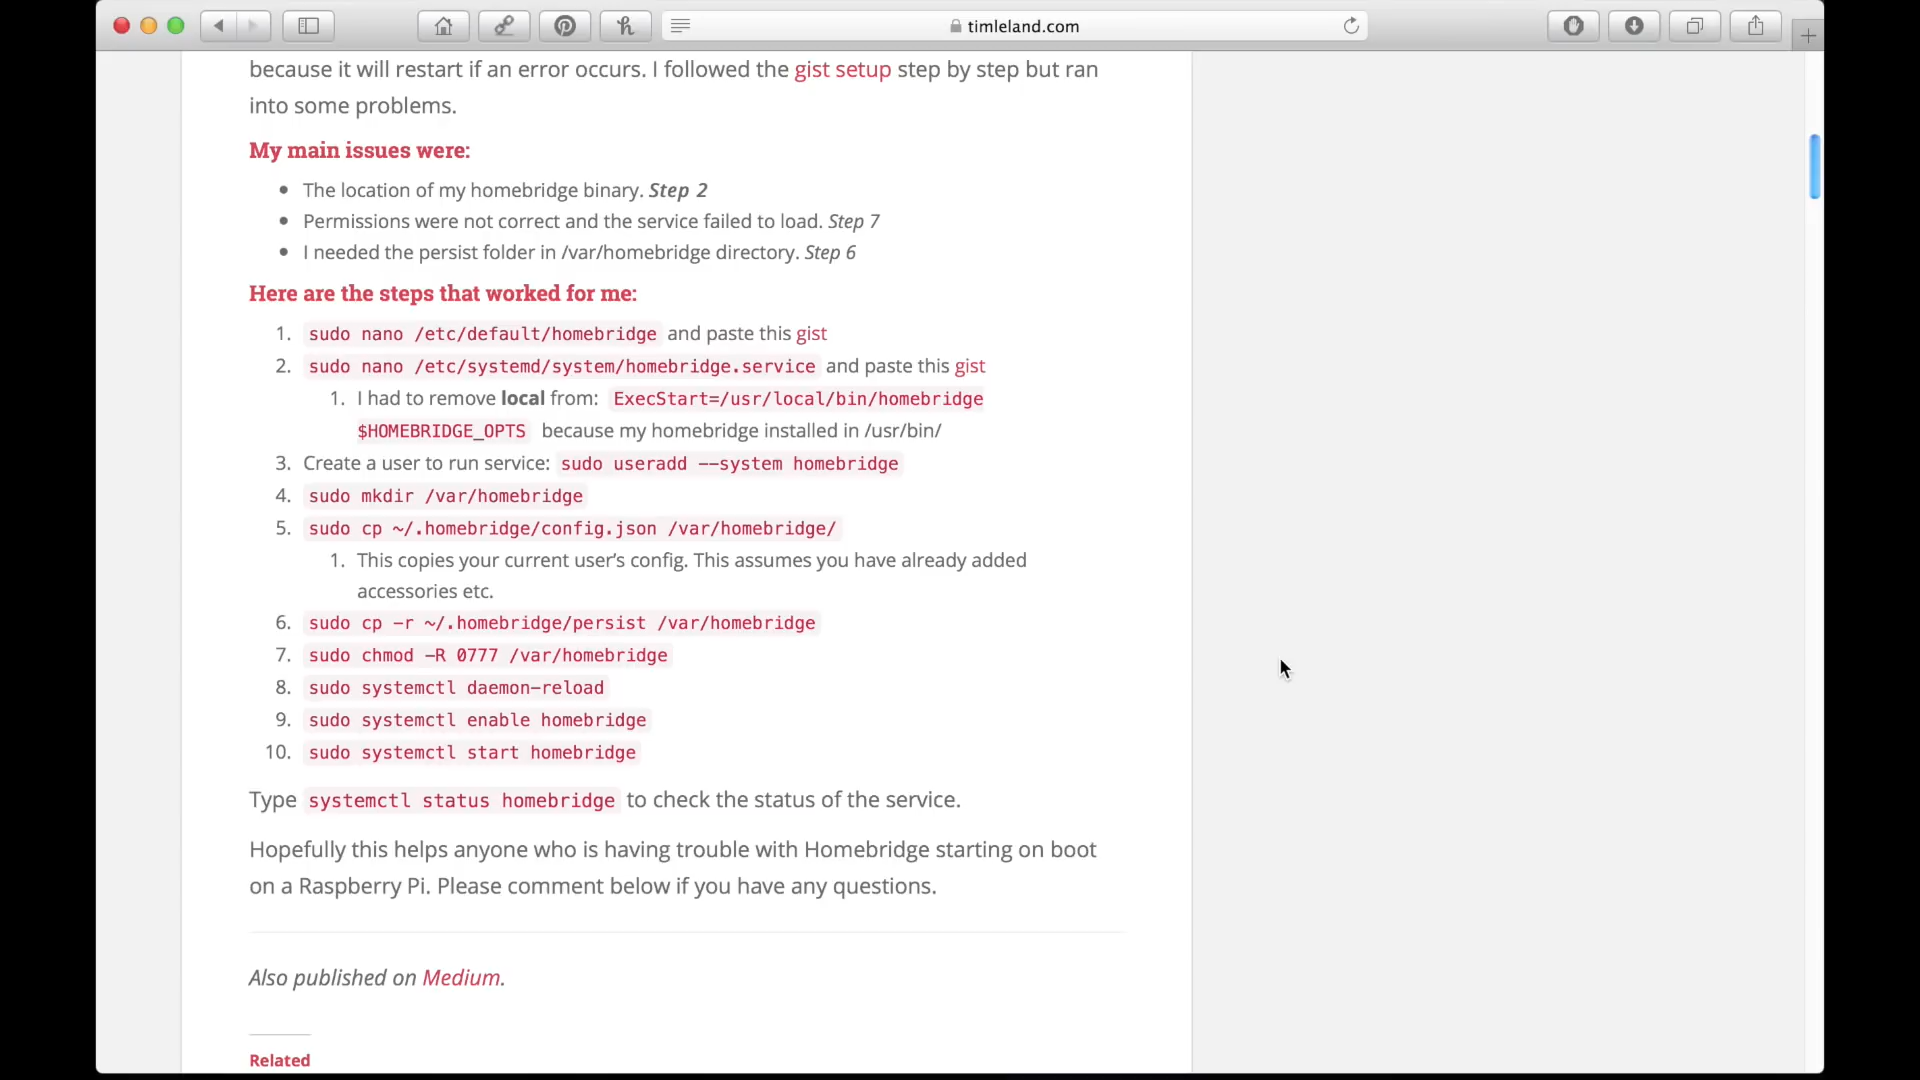 timleland.com
because it will restart if an error occurs. I followed the gist setup step by step but ran
into some problems.
My main issues were:
The location of my homebridge binary. Step 2
Permissions were not correct and the service failed to load. Step 7
I needed the persist folder in /var/homebridge directory. Step 6
Here are the steps that worked for me:
1. sudo nano /etc/default/homebridge and paste this gist
2. sudo nano /etc/systemd/system/homebridge.service and paste this gist
1. I had to remove local from: ExecStart=/usr/local/bin/homebridge
$HOMEBRIDGE_OPTS because my homebridge installed in /usr/bin/
3. Create a user to run service: sudo useradd --system homebridge
4. sudo mkdir /var/homebridge
5. sudo cp ~/.homebridge/config.json /var/homebridge/
1. This copies your current user’s config. This assumes you have already added
accessories etc.
6. sudo cp -r ~/.homebridge/persist /var/homebridge
7. sudo chmod -R 0777 /var/homebridge
8. sudo systemctl daemon-reload
9. sudo systemctl enable homebridge
10. sudo systemctl start homebridge
Type systemctl status homebridge to check the status of the service.
Hopefully this helps anyone who is having trouble with Homebridge starting on boot
on a Raspberry Pi. Please comment below if you have any questions.
Also published on Medium.
Related